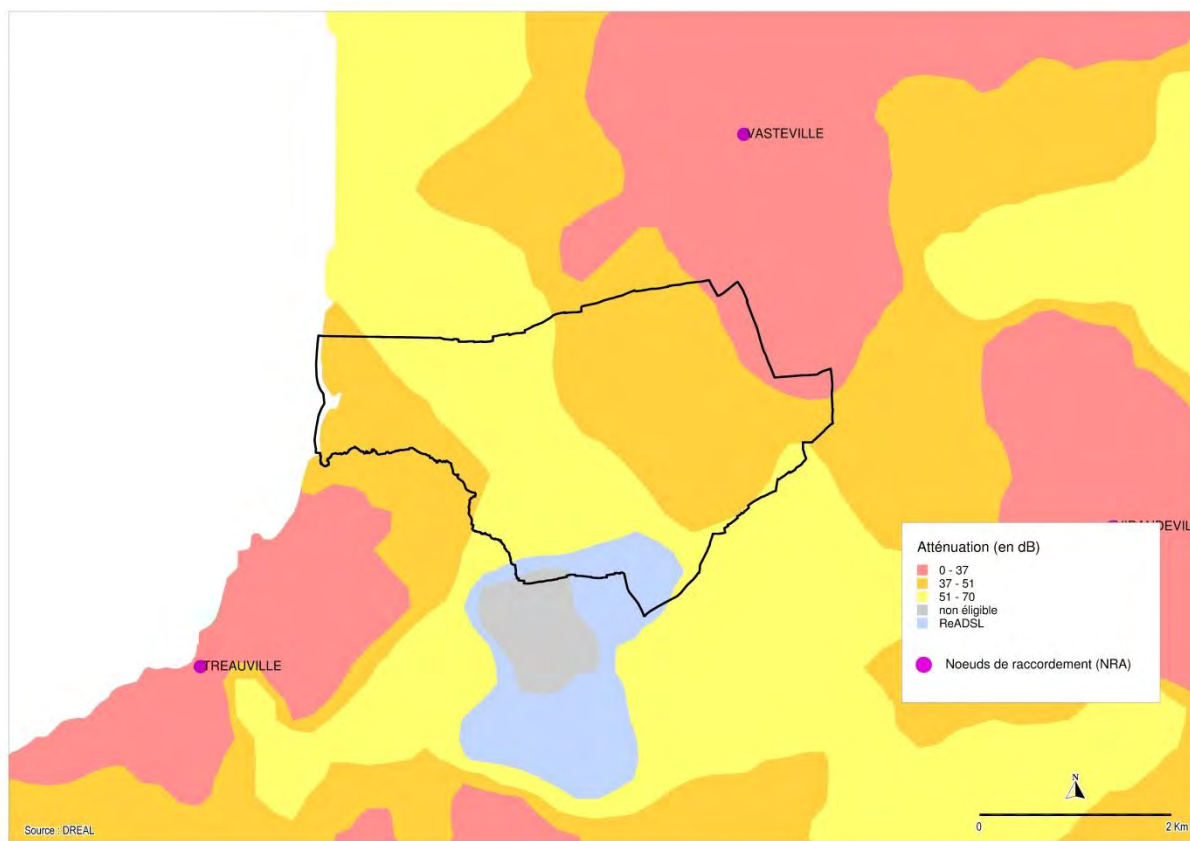 VASTEVILLE
TREAUVILLE
Atténuation (en dB)
0 - 37
37 - 51
51 - 70
non éligible
ReADSL
Noeuds de raccordement (NRA)
N
0 2 Km
Source : DREAL